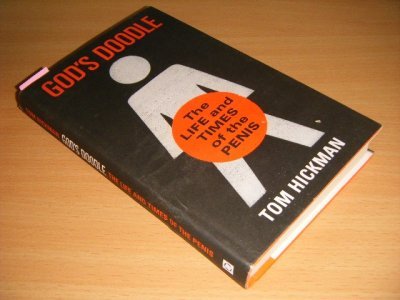 GOD'S DOODLE
The
LIFE and
TIMES
of the
PENIS
TOM HICKMAN
TOM HICKMAN GOD'S DOODLE THE LIFE AND TIMES OF THE PENIS